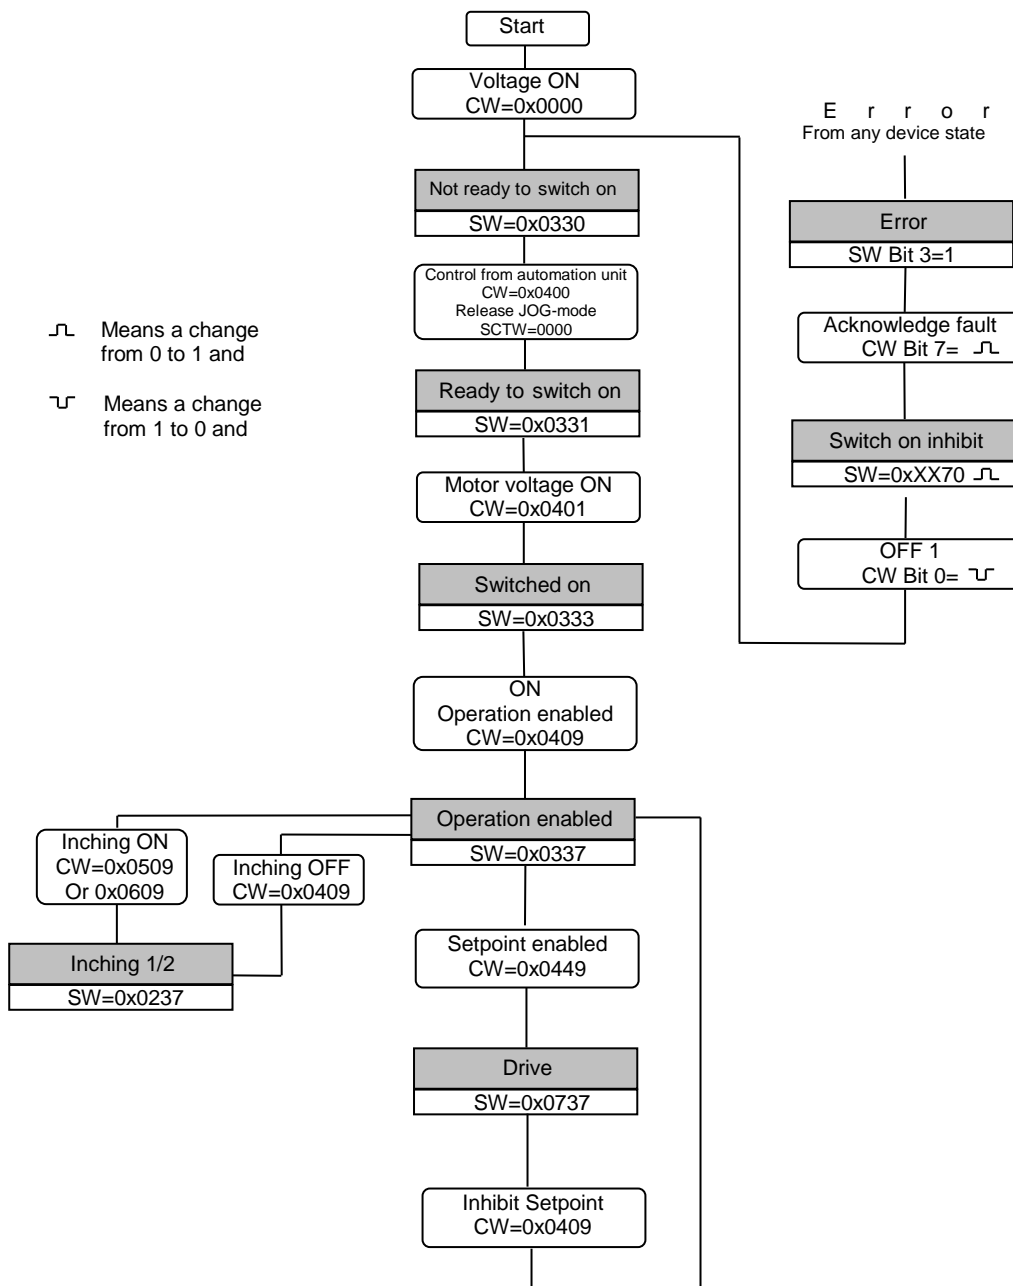 Start
Voltage ON
CW=0x0000
Not ready to switch on
SW=0x0330
Control from automation unit
CW=0x0400
Release JOG-mode
SCTW=0000
Ready to switch on
SW=0x0331
Motor voltage ON
CW=0x0401
Switched on
SW=0x0333
ON
Operation enabled
CW=0x0409
Operation enabled
SW=0x0337
Inching ON
CW=0x0509
Or 0x0609
Inching OFF
CW=0x0409
Inching 1/2
SW=0x0237
Setpoint enabled
CW=0x0449
Drive
SW=0x0737
Inhibit Setpoint
CW=0x0409
Means a change
from 0 to 1 and
Means a change
from 1 to 0 and
E r r o r
From any device state
Error
SW Bit 3=1
Acknowledge fault
CW Bit 7=
Switch on inhibit
SW=0xXX70
OFF 1
CW Bit 0=